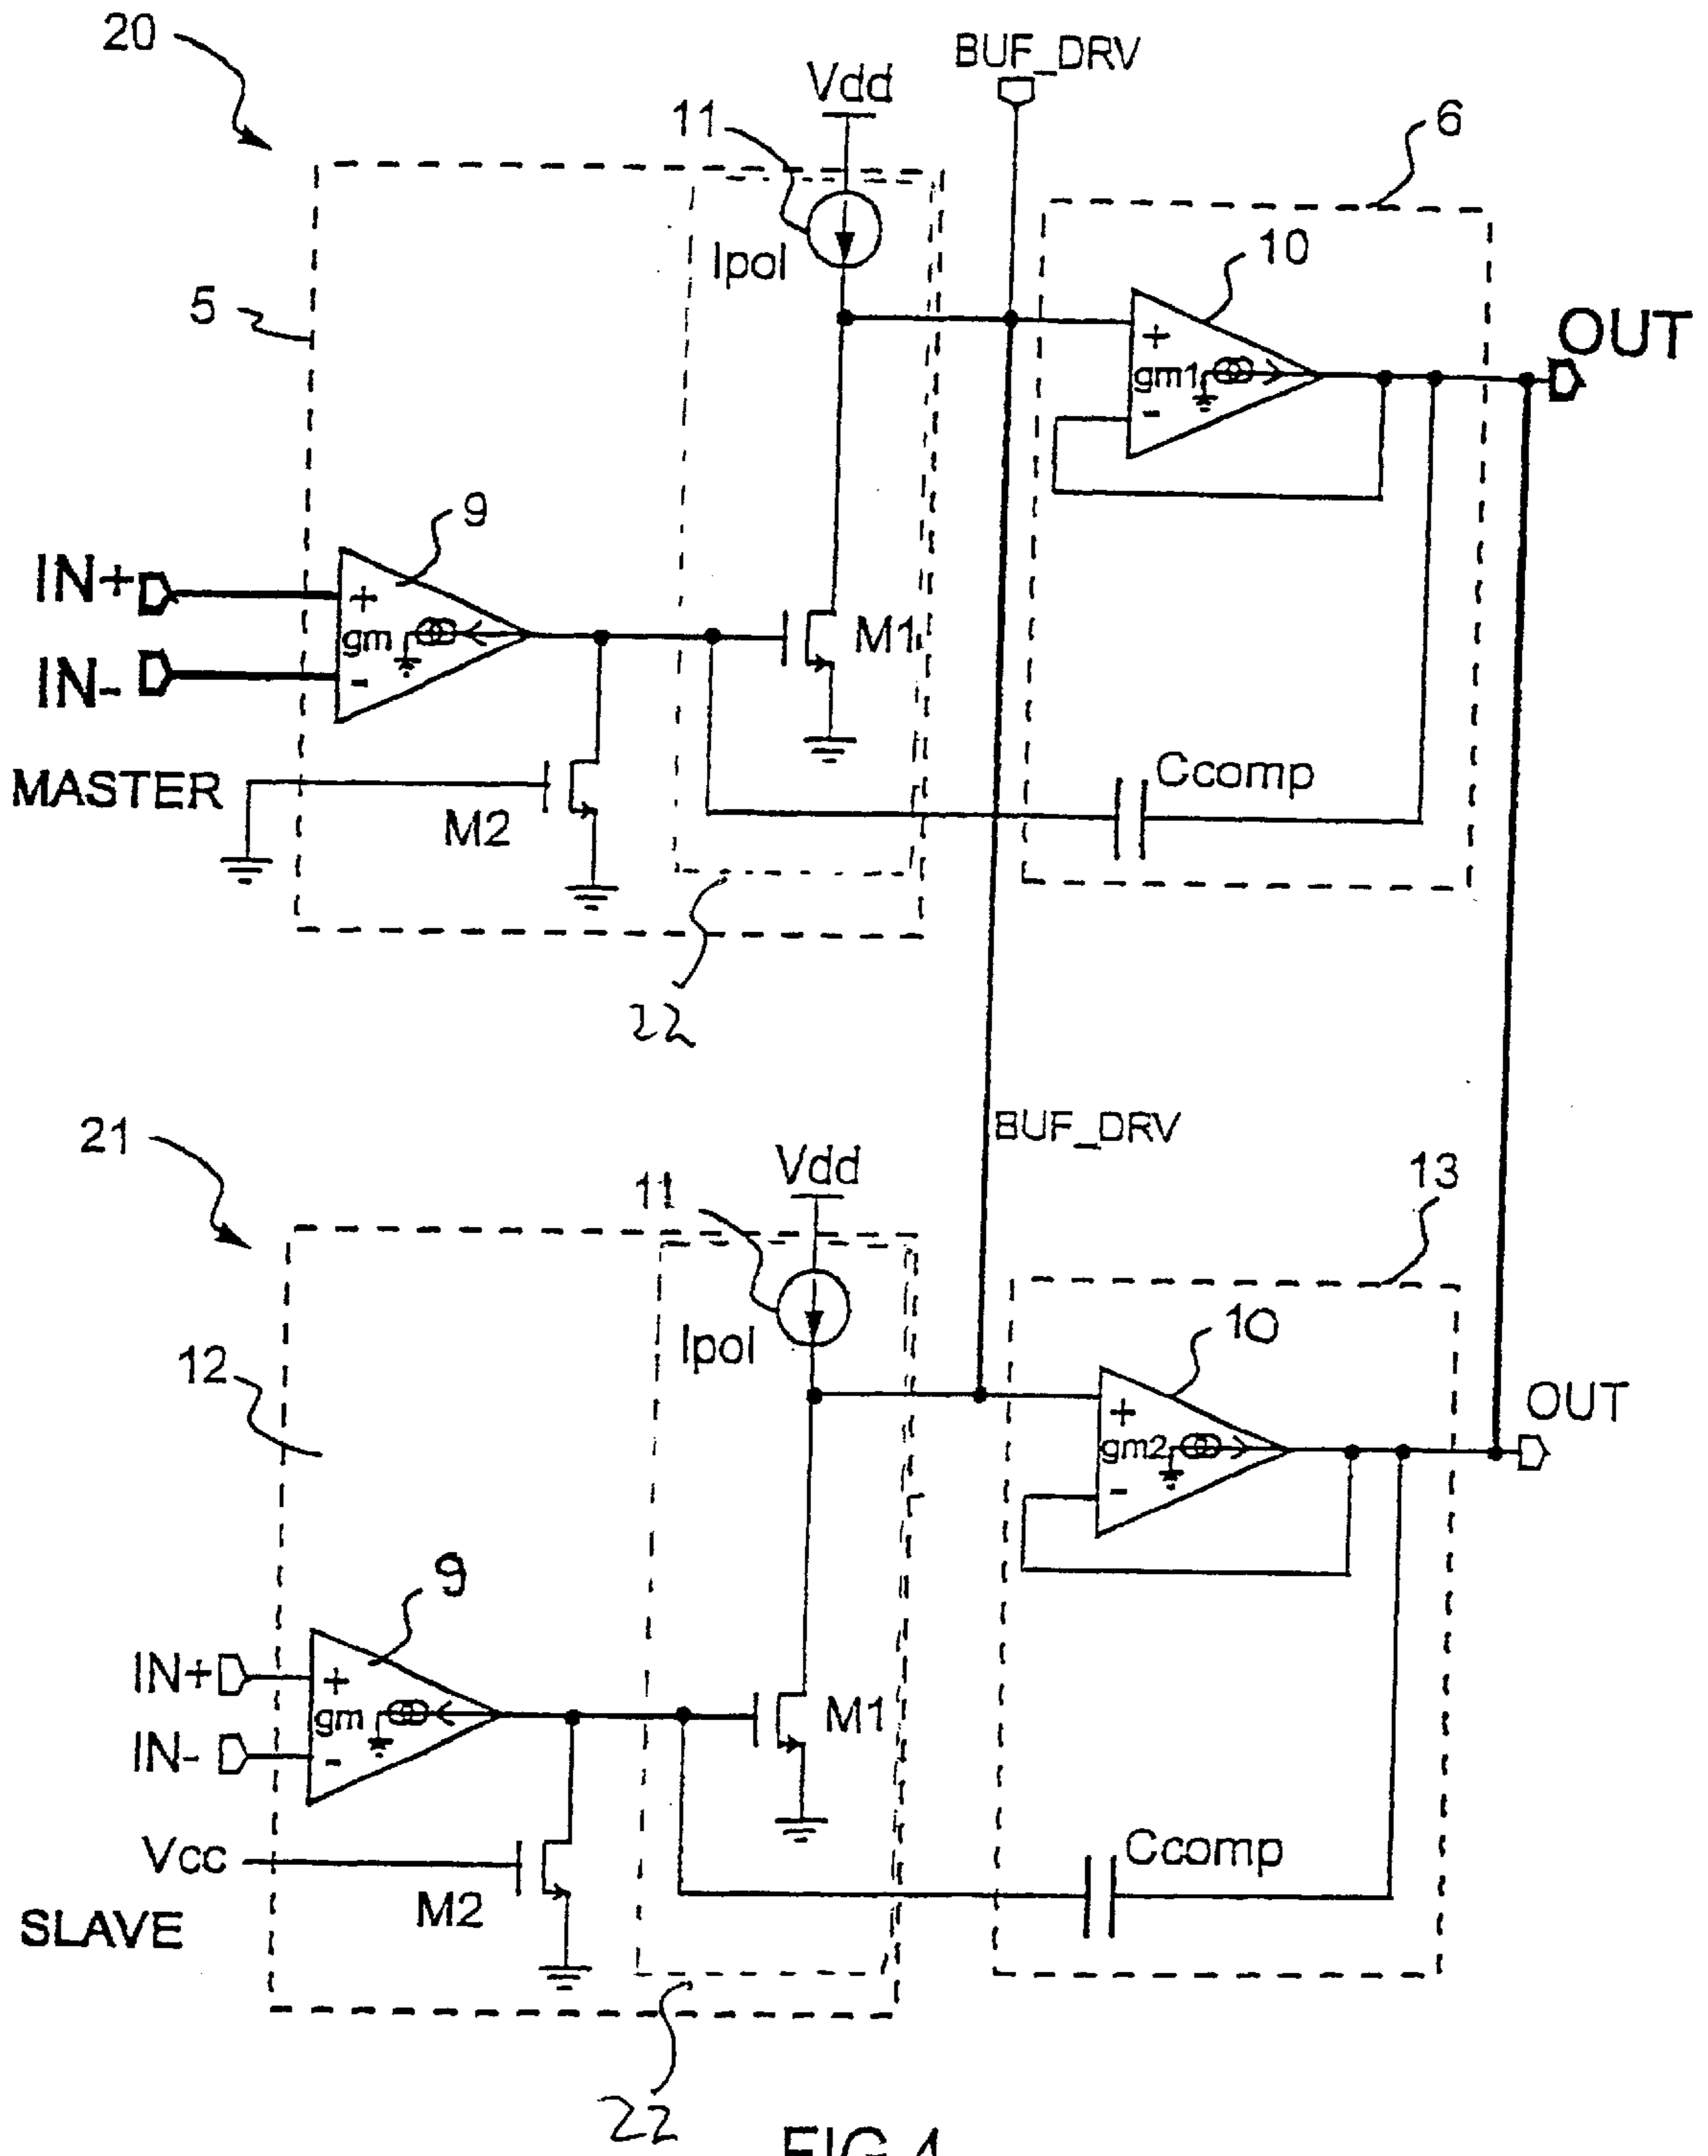 20
BUF_DRV
Vdd
11
6
Ipol
10
5
OUT
+
gm1
-
9
IN+
+
gm
M1
IN-
-
Ccomp
MASTER
M2
22
BUF_DRV
21
Vdd
13
11
Ipol
10
12
OUT
+
gm2
-
9
IN+
+
gm
M1
IN-
-
Ccomp
Vcc
M2
SLAVE
22
FIG.4